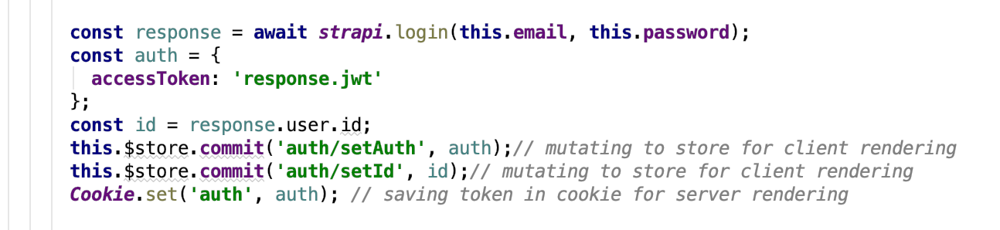 const response = await strapi.login(this.email, this.password);
const auth = {
accessToken: 'response.jwt'
};
const id = response.user.id;
this.$store.commit('auth/setAuth', auth);// mutating to store for client rendering
this.$store.commit('auth/setId', id);// mutating to store for client rendering
Cookie.set('auth', auth); // saving token in cookie for server rendering